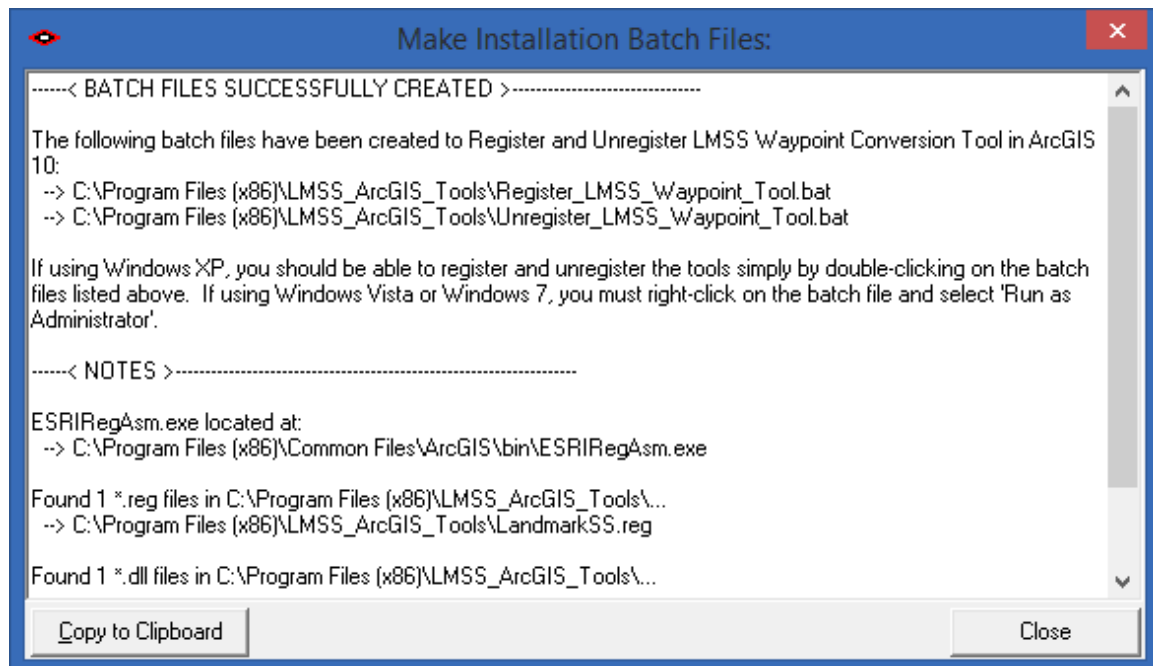 Make Installation Batch Files:
------< BATCH FILES SUCCESSFULLY CREATED >-------------------------------
The following batch files have been created to Register and Unregister LMSS Waypoint Conversion Tool in ArcGIS
10:
--> C:\Program Files (x86)\LMSS_ArcGIS_Tools\Register_LMSS_Waypoint_Tool.bat
--> C:\Program Files (x86)\LMSS_ArcGIS_Tools\Unregister_LMSS_Waypoint_Tool.bat
If using Windows XP, you should be able to register and unregister the tools simply by double-clicking on the batch
files listed above.  If using Windows Vista or Windows 7, you must right-click on the batch file and select 'Run as
Administrator'.
------< NOTES >-------------------------------------------------------------------
ESRIRegAsm.exe located at:
--> C:\Program Files (x86)\Common Files\ArcGIS\bin\ESRIRegAsm.exe
Found 1 *.reg files in C:\Program Files (x86)\LMSS_ArcGIS_Tools\...
--> C:\Program Files (x86)\LMSS_ArcGIS_Tools\LandmarkSS.reg
Found 1 *.dll files in C:\Program Files (x86)\LMSS_ArcGIS_Tools\...
Copy to Clipboard
Close